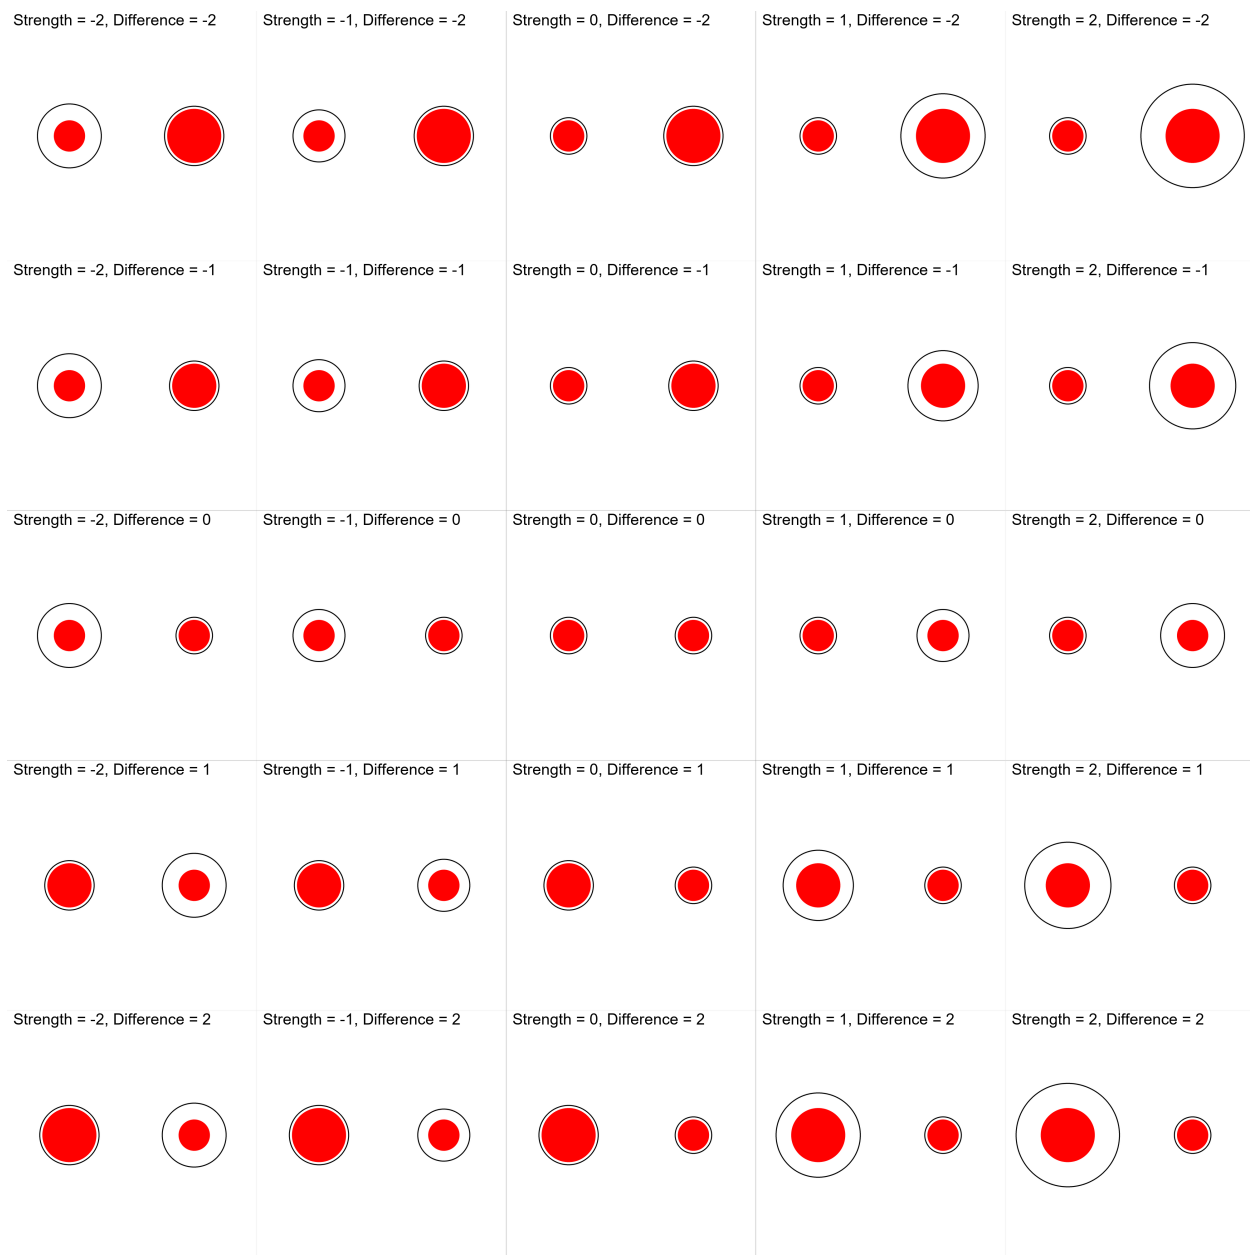 Strength = -2, Difference = -2
Strength = -1, Difference = -2
Strength = 0, Difference = -2
Strength = 1, Difference = -2
Strength = 2, Difference = -2
Strength = -2, Difference = -1
Strength = -1, Difference = -1
Strength = 0, Difference = -1
Strength = 1, Difference = -1
Strength = 2, Difference = -1
Strength = -2, Difference = 0
Strength = -1, Difference = 0
Strength = 0, Difference = 0
Strength = 1, Difference = 0
Strength = 2, Difference = 0
Strength = -2, Difference = 1
Strength = -1, Difference = 1
Strength = 0, Difference = 1
Strength = 1, Difference = 1
Strength = 2, Difference = 1
Strength = -2, Difference = 2
Strength = -1, Difference = 2
Strength = 0, Difference = 2
Strength = 1, Difference = 2
Strength = 2, Difference = 2